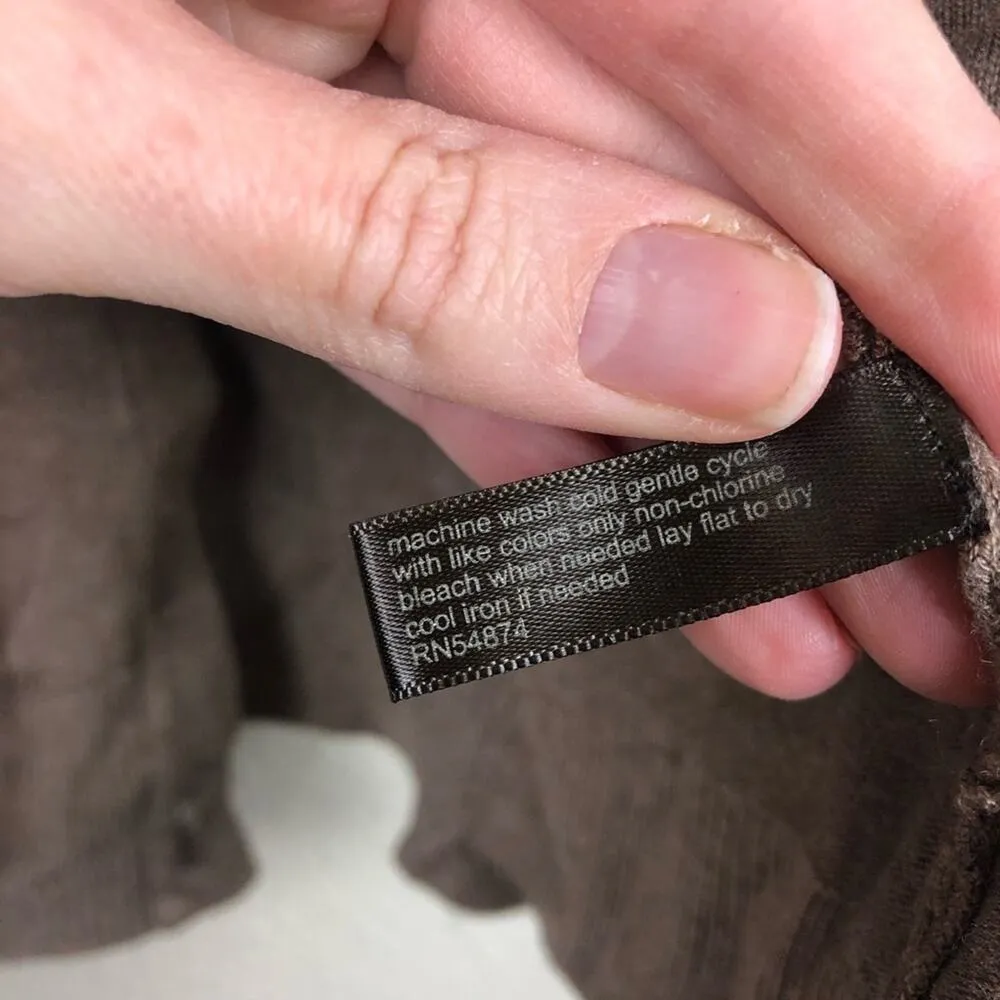 machine wash cold gentle cycle
with like colors only non-chlorine
bleach when needed lay flat to dry
cool iron if needed
RN54874